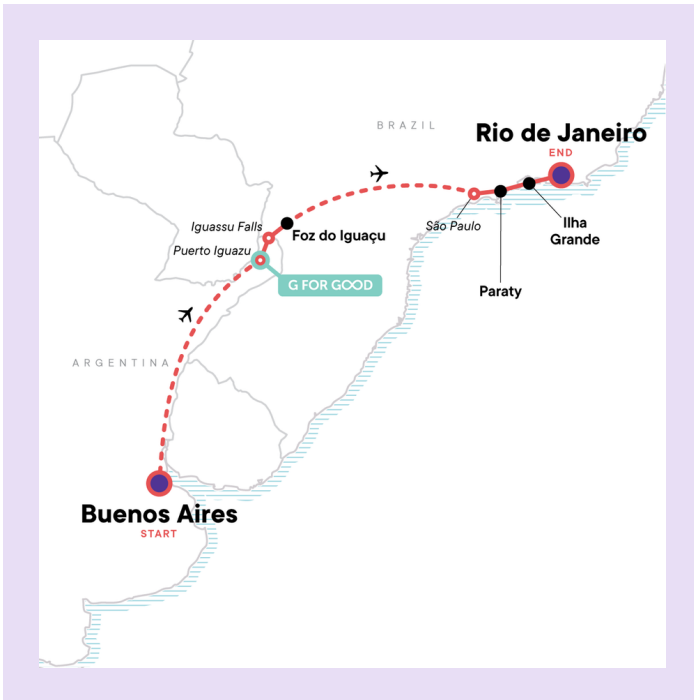 BRAZIL
Rio de Janeiro
END
Iguassu Falls
Foz do Iguaçu
Puerto Iguazu
São Paulo
Ilha
Grande
G FOR GOOD
Paraty
ARGENTINA
Buenos Aires
START